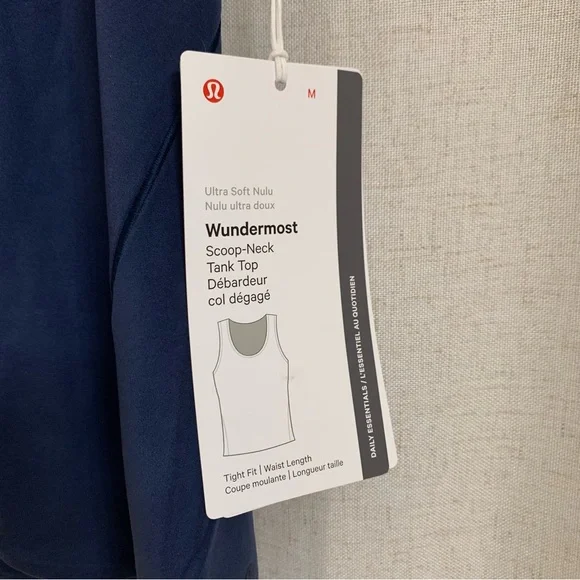 M
Ultra Soft Nulu
Nulu ultra doux
Wundermost
Scoop-Neck
Tank Top
Débardeur
col dégagé
Tight Fit | Waist Length
Coupe moulante | Longueur taille
DAILY ESSENTIALS / L'ESSENTIEL AU QUOTIDIEN